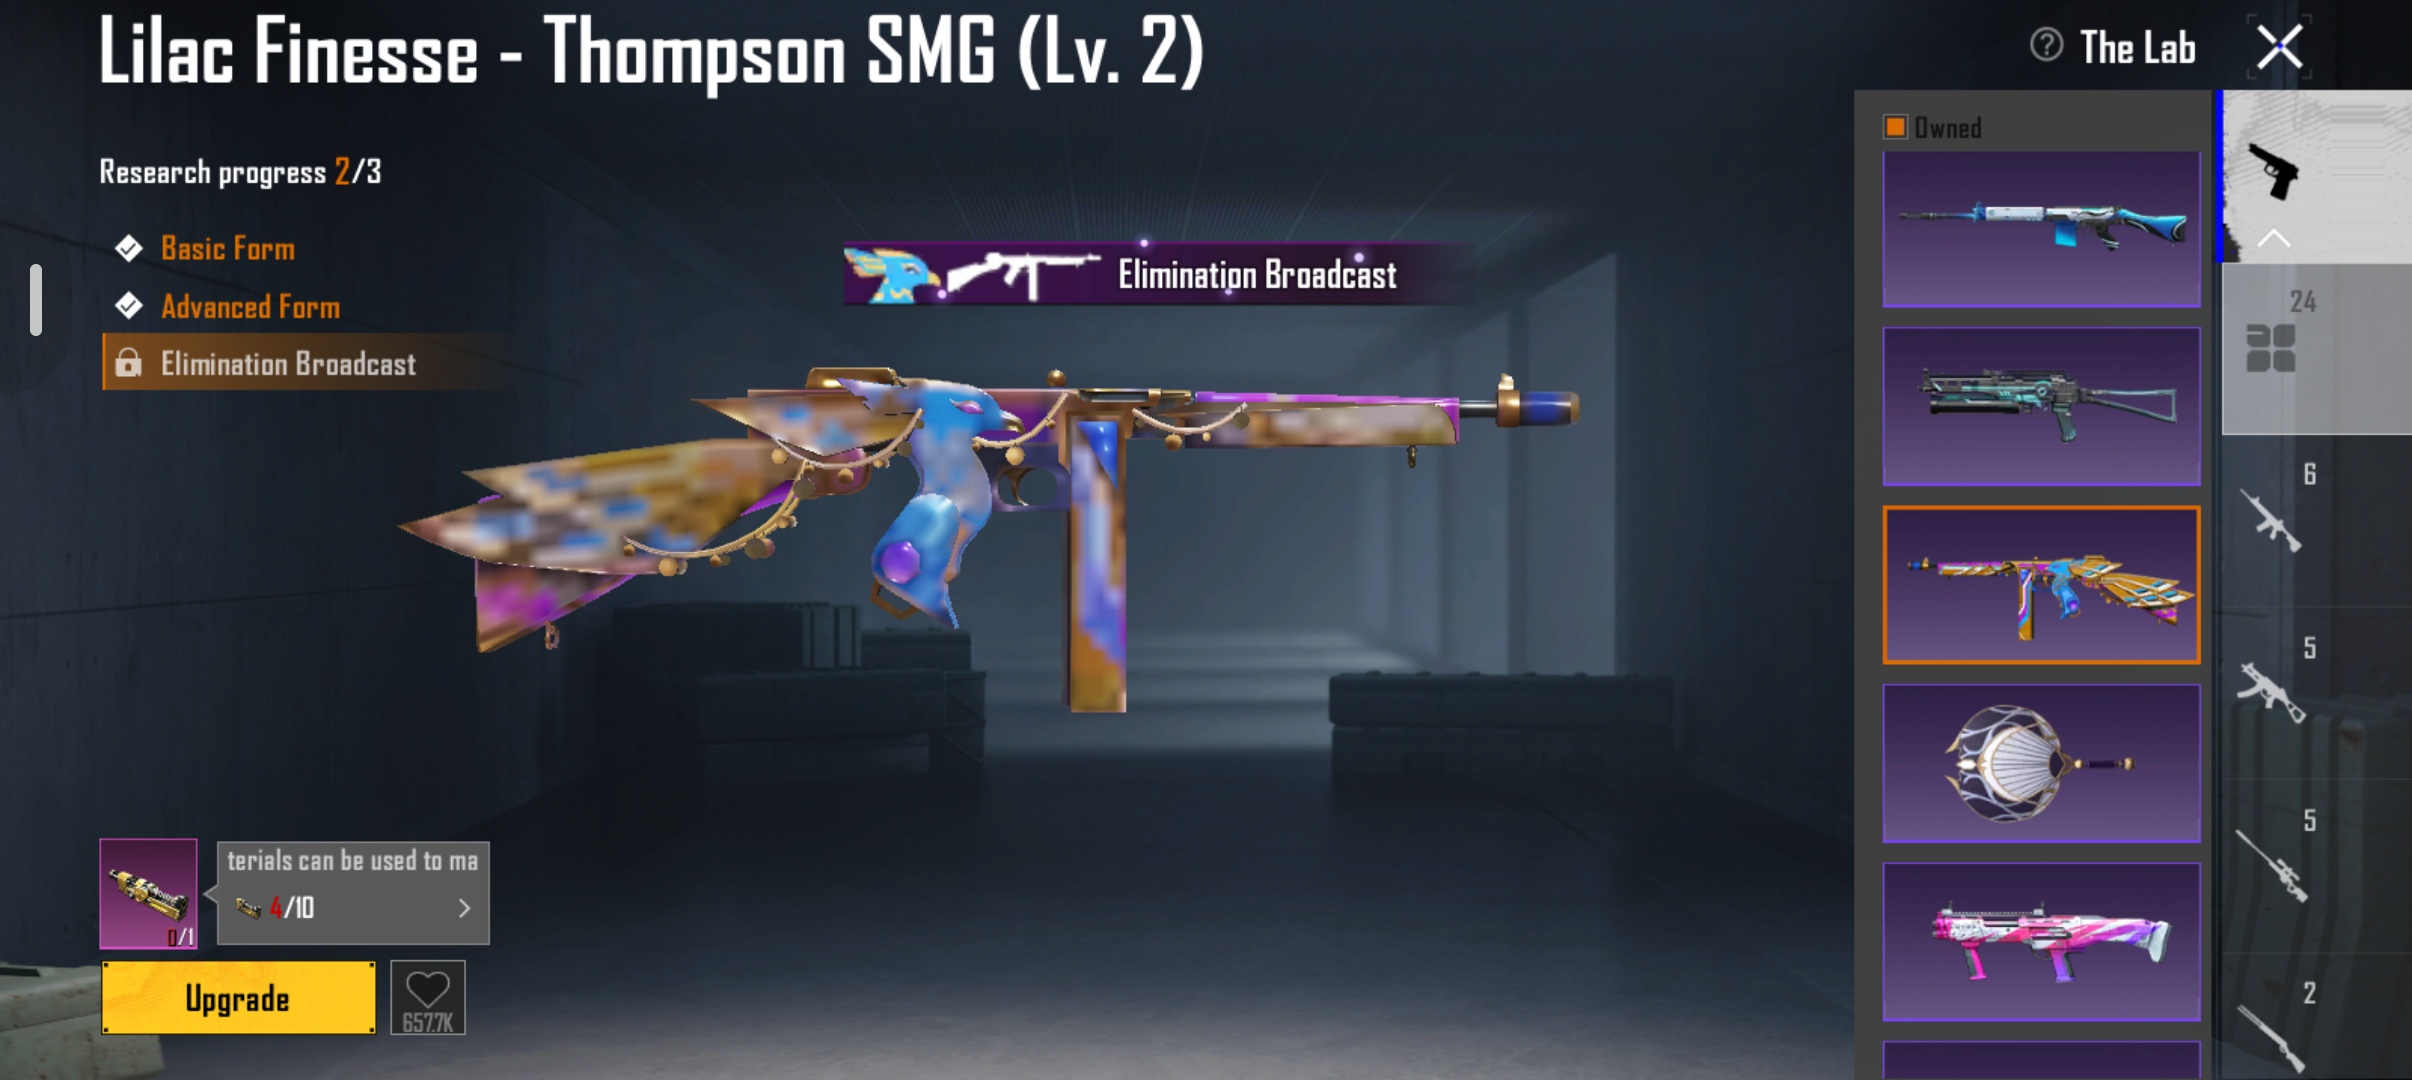 Lilac Finesse - Thompson SMG (Lv. 2)
The Lab
Research progress 2/3
Basic Form
Advanced Form
Elimination Broadcast
Elimination Broadcast
Owned
24
6
5
5
2
terials can be used to ma
4/10
0/1
Upgrade
657.7K